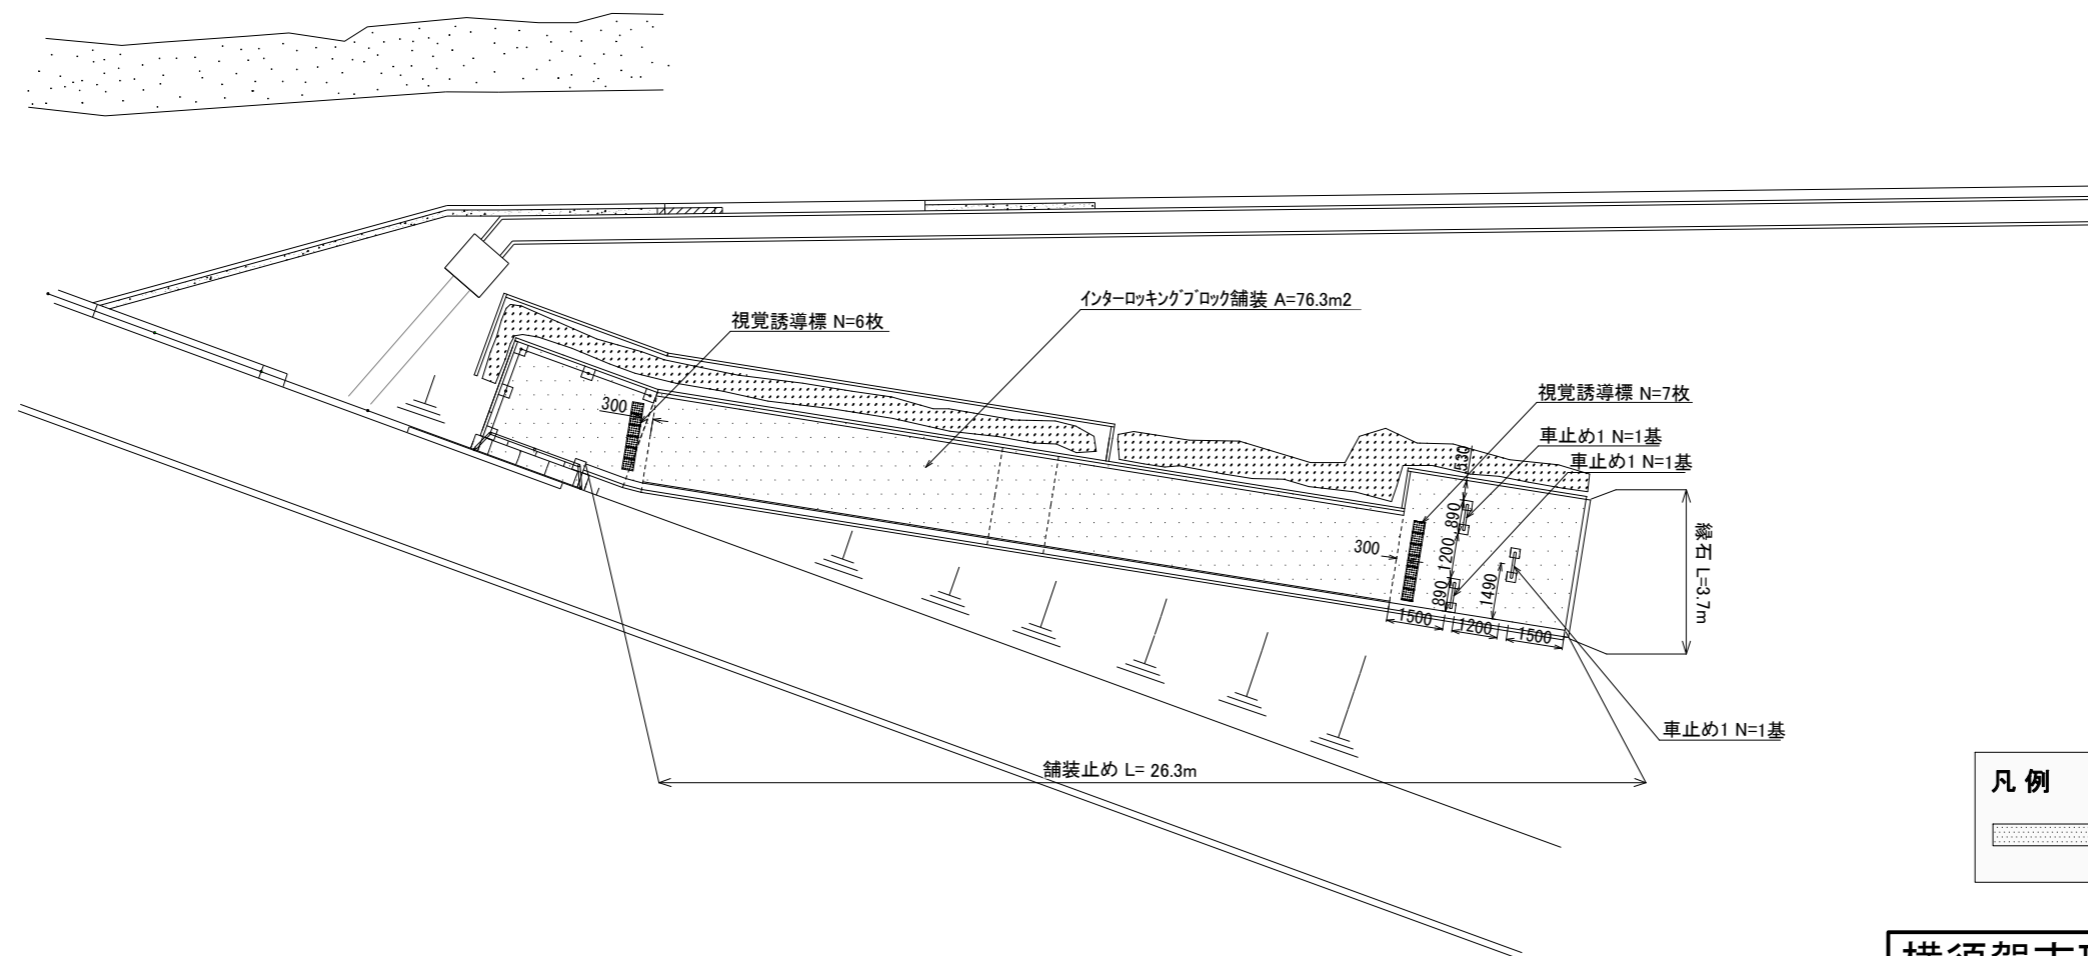 インターロッキングブロック舗装 A=76.3m2
視覚誘導標 N=6枚
視覚誘導標 N=7枚
車止め1 N=1基
車止め1 N=1基
300
530
890
1200
890
300
1490
縁石 L=3.7m
1500
1200
1500
車止め1 N=1基
舗装止め L= 26.3m
凡 例